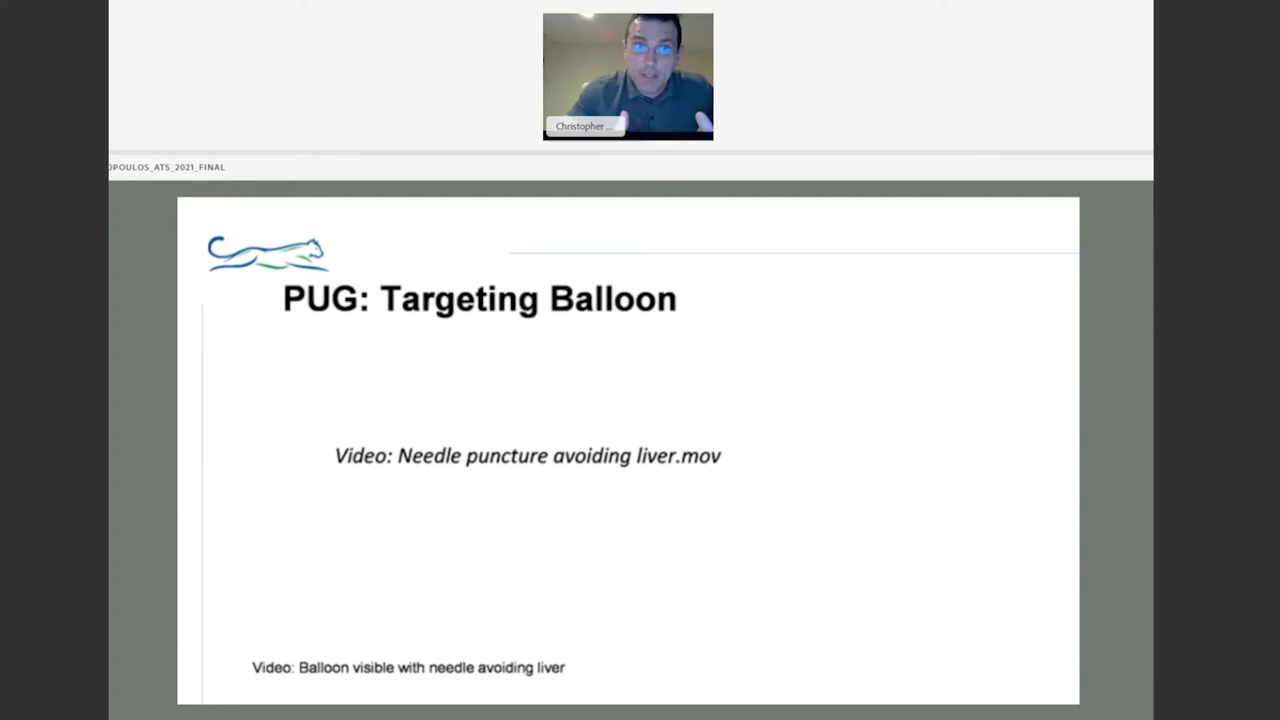 Christopher ...
OPOULOS_ATS_2021_FINAL
PUG: Targeting Balloon
Video: Needle puncture avoiding liver.mov
Video: Balloon visible with needle avoiding liver